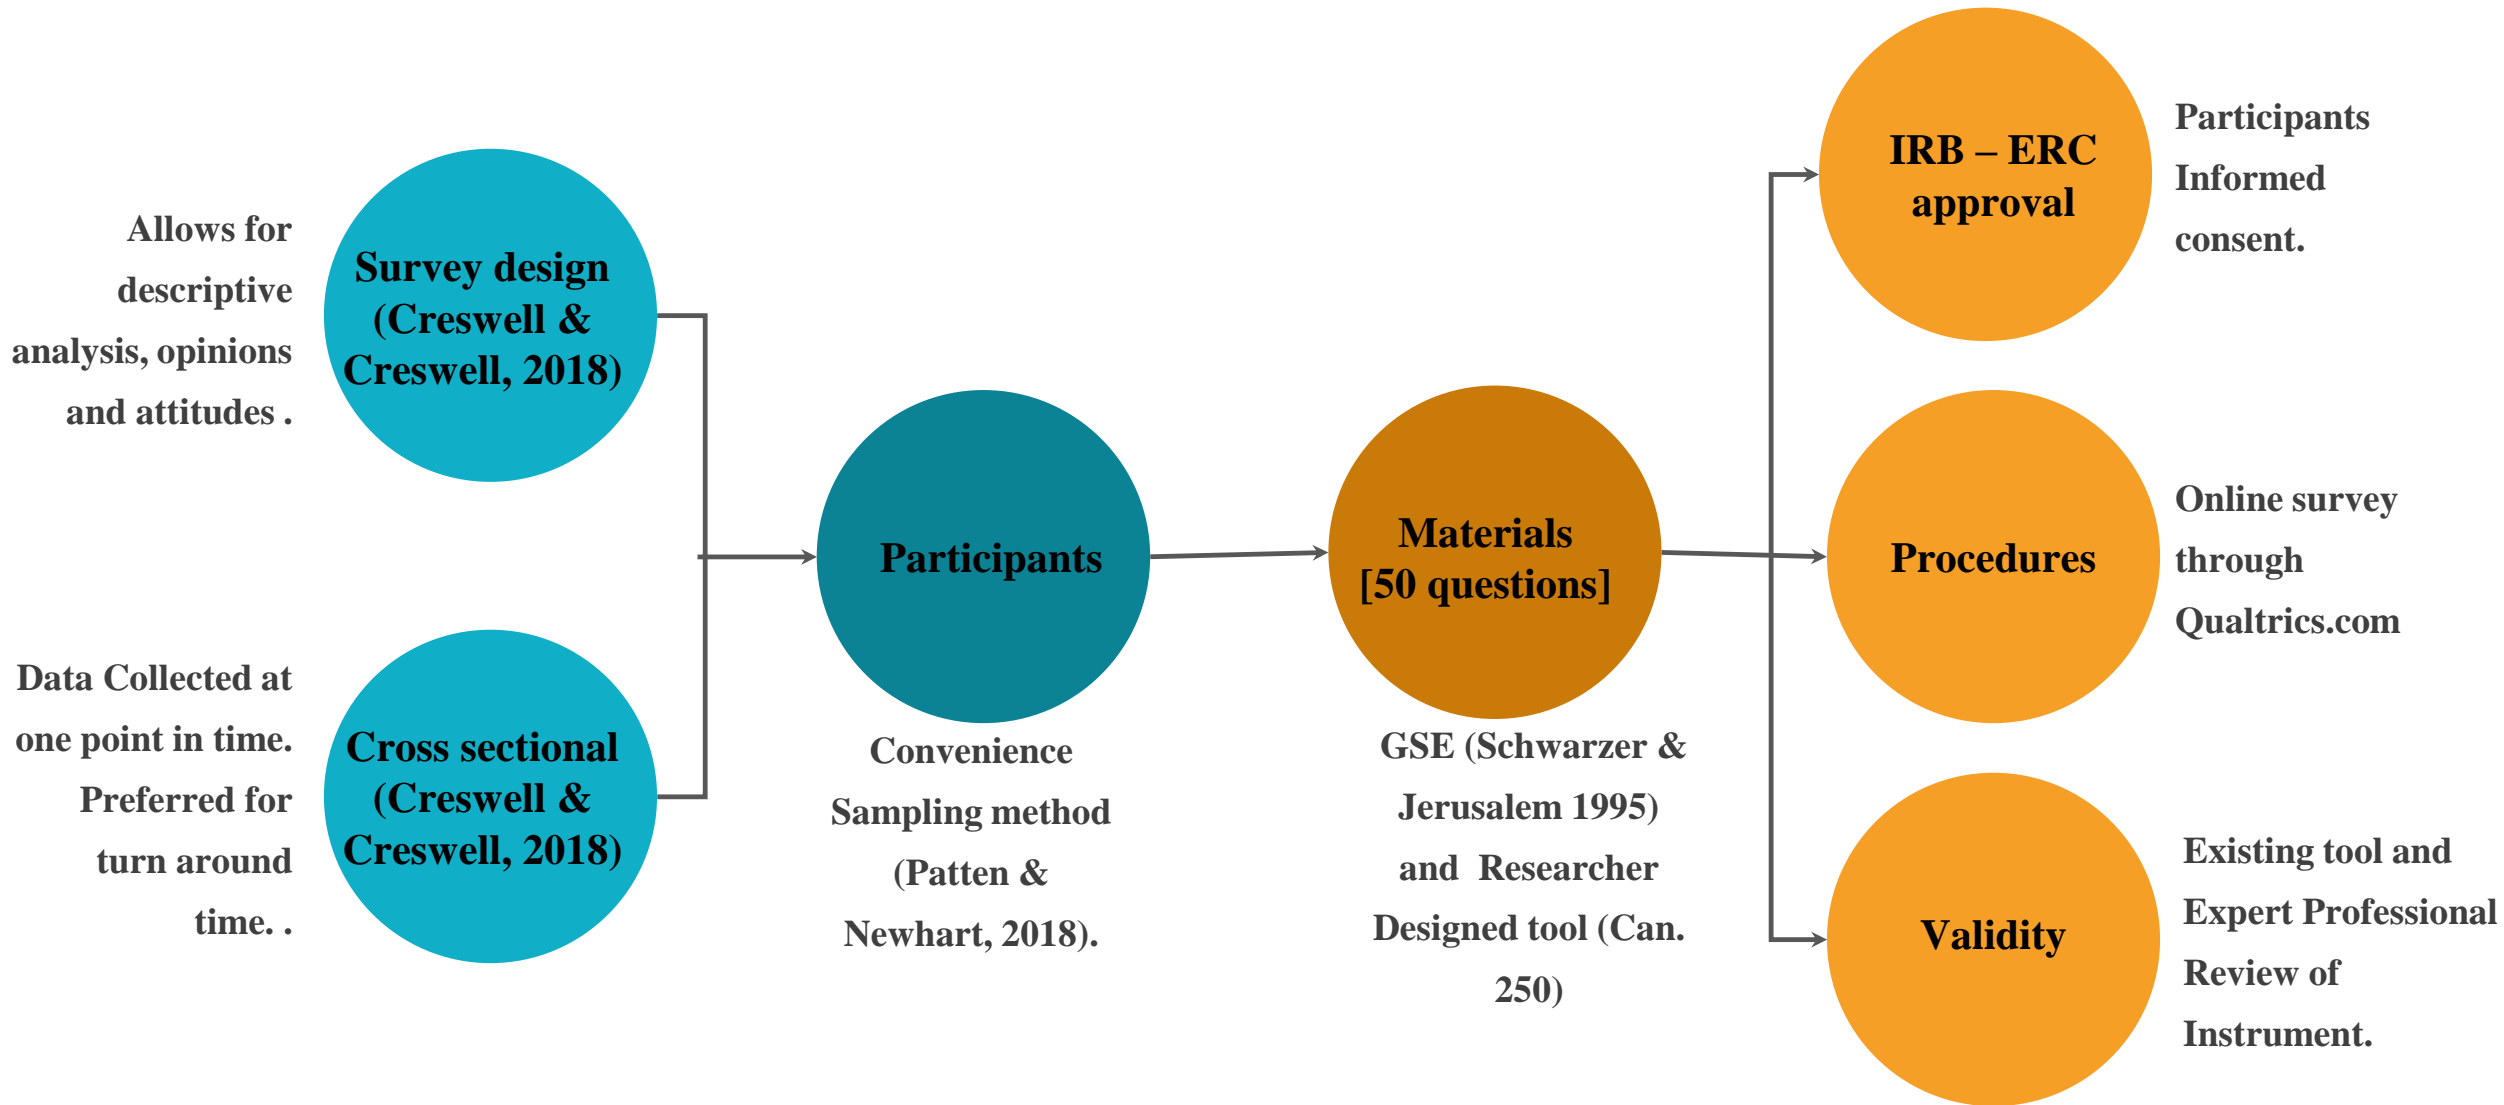 Allows for
descriptive
analysis, opinions
and attitudes .
Survey design
(Creswell &
Creswell, 2018)
Data Collected at
one point in time.
Preferred for
turn around
time. .
Cross sectional
(Creswell &
Creswell, 2018)
Participants
Convenience
Sampling method
(Patten &
Newhart, 2018).
Materials
[50 questions]
GSE (Schwarzer &
Jerusalem 1995)
and  Researcher
Designed tool (Can.
250)
IRB – ERC
approval
Participants
Informed
consent.
Procedures
Online survey
through
Qualtrics.com
Validity
Existing tool and
Expert Professional
Review of
Instrument.